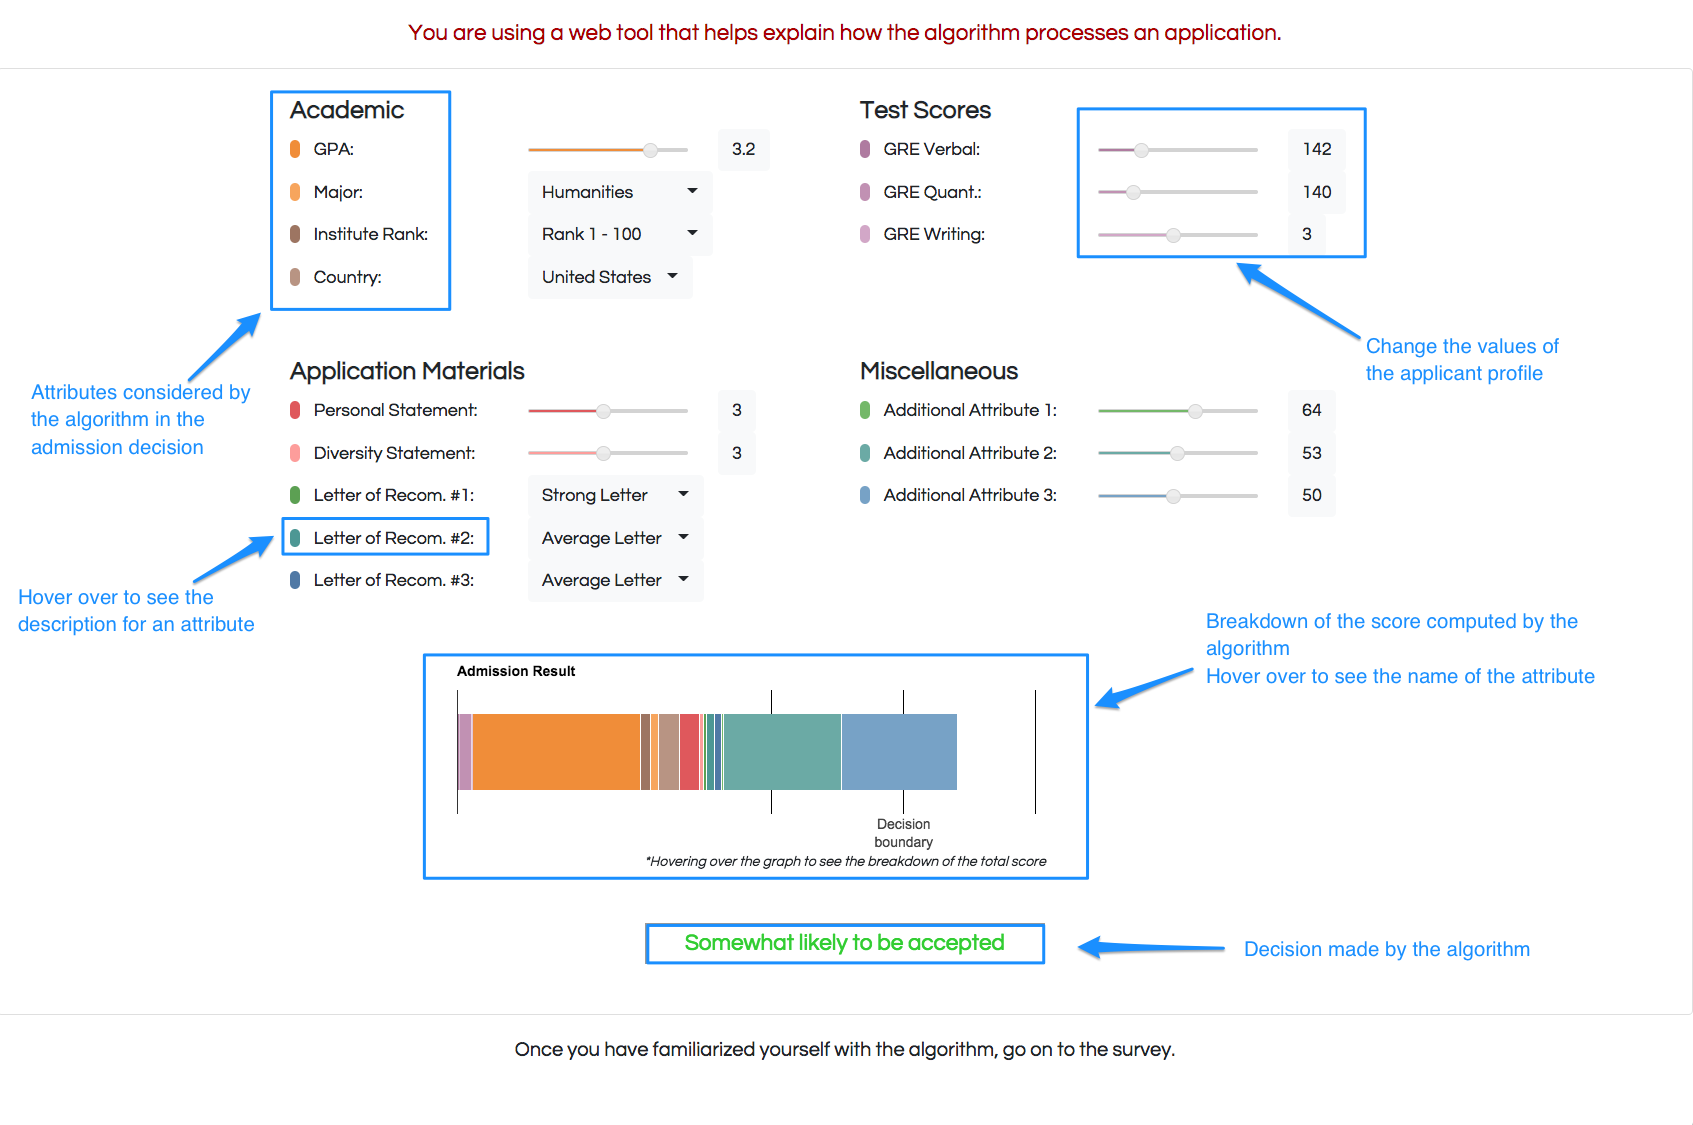 You are using a web tool that helps explain how the algorithm processes an application.
Academic
GPA: 3.2
Major: Humanities
Institute Rank: Rank 1 - 100
Country: United States
Test Scores
GRE Verbal: 142
GRE Quant.: 140
GRE Writing: 3
Change the values of
the applicant profile
Attributes considered by
the algorithm in the
admission decision
Application Materials
Personal Statement: 3
Diversity Statement: 3
Letter of Recom. #1: Strong Letter
Letter of Recom. #2: Average Letter
Letter of Recom. #3: Average Letter
Miscellaneous
Additional Attribute 1: 64
Additional Attribute 2: 53
Additional Attribute 3: 50
Hover over to see the
description for an attribute
Breakdown of the score computed by the
algorithm
Hover over to see the name of the attribute
Admission Result
Decision
boundary
*Hovering over the graph to see the breakdown of the total score
Somewhat likely to be accepted
Decision made by the algorithm
Once you have familiarized yourself with the algorithm, go on to the survey.